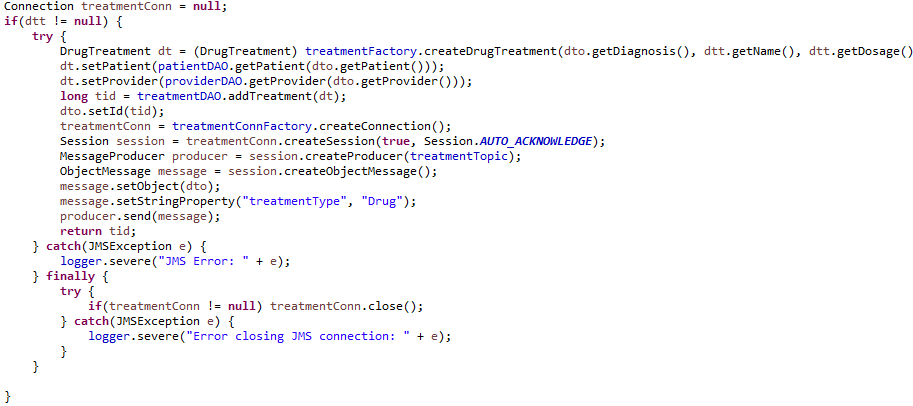 Connection treatmentConn = null;
if(dtt != null) {
    try {
        DrugTreatment dt = (DrugTreatment) treatmentFactory.createDrugTreatment(dto.getDiagnosis(), dtt.getName(), dtt.getDosage()
        dt.setPatient(patientDAO.getPatient(dto.getPatient()));
        dt.setProvider(providerDAO.getProvider(dto.getProvider()));
        long tid = treatmentDAO.addTreatment(dt);
        dto.setId(tid);
        treatmentConn = treatmentConnFactory.createConnection();
        Session session = treatmentConn.createSession(true, Session.AUTO_ACKNOWLEDGE);
        MessageProducer producer = session.createProducer(treatmentTopic);
        ObjectMessage message = session.createObjectMessage();
        message.setObject(dto);
        message.setStringProperty("treatmentType", "Drug");
        producer.send(message);
        return tid;
    } catch(JMSException e) {
        logger.severe("JMS Error: " + e);
    } finally {
        try {
            if(treatmentConn != null) treatmentConn.close();
        } catch(JMSException e) {
            logger.severe("Error closing JMS connection: " + e);
        }
    }
}